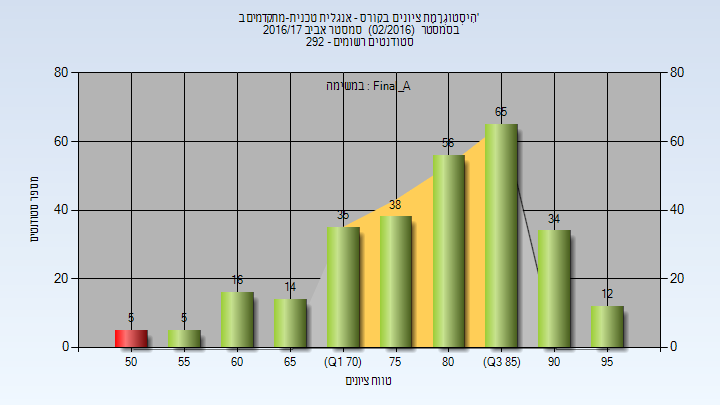 היסטוגרמת ציונים בקורס - אנגלית טכנית-מתקדמים ב'
בסמסטר (02/2016) סמסטר אביב 2016/17
סטודנטים רשומים - 292
במשימה : Final_A
80 80
60 60
40 40
20 20
0 0
5 5 16 14 35 38 56 65 34 12
50 55 60 65 (Q1 70) 75 80 (Q3 85) 90 95
מספר סטודנטים
טווח ציונים